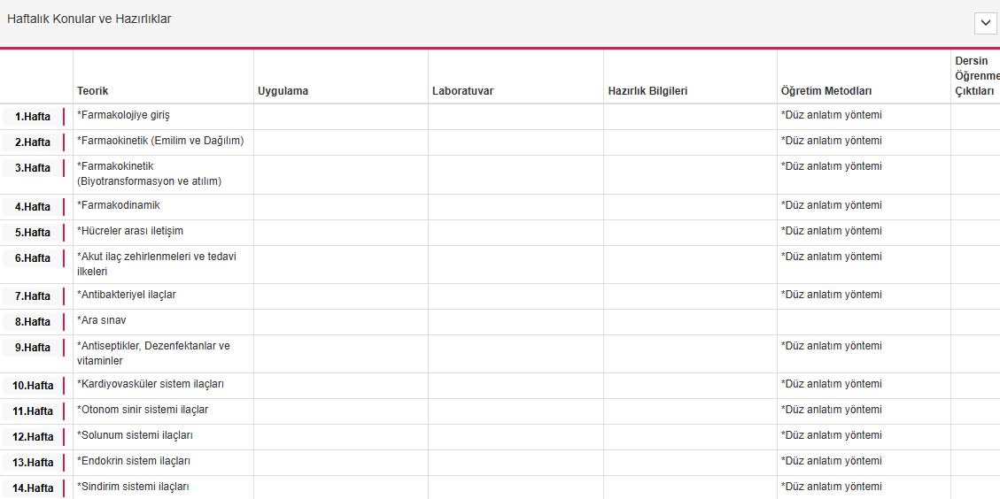 Haftalık Konular ve Hazırlıklar
Teorik Uygulama Laboratuvar Hazırlık Bilgileri Öğretim Metodları Dersin Öğrenme Çıktıları
1.Hafta *Farmakolojiye giriş *Düz anlatım yöntemi
2.Hafta *Farmaokinetik (Emilim ve Dağılım) *Düz anlatım yöntemi
3.Hafta *Farmakokinetik *Düz anlatım yöntemi
(Biyotransformasyon ve atılım)
4.Hafta *Farmakodinamik *Düz anlatım yöntemi
5.Hafta *Hücreler arası iletişim *Düz anlatım yöntemi
6.Hafta *Akut ilaç zehirlenmeleri ve tedavi *Düz anlatım yöntemi
ilkeleri
7.Hafta *Antibakteriyel ilaçlar *Düz anlatım yöntemi
8.Hafta *Ara sınav
9.Hafta *Antiseptikler, Dezenfektanlar ve *Düz anlatım yöntemi
vitaminler
10.Hafta *Kardiyovasküler sistem ilaçları *Düz anlatım yöntemi
11.Hafta *Otonom sinir sistemi ilaçlar *Düz anlatım yöntemi
12.Hafta *Solunum sistemi ilaçları *Düz anlatım yöntemi
13.Hafta *Endokrin sistem ilaçları *Düz anlatım yöntemi
14.Hafta *Sindirim sistemi ilaçları *Düz anlatım yöntemi